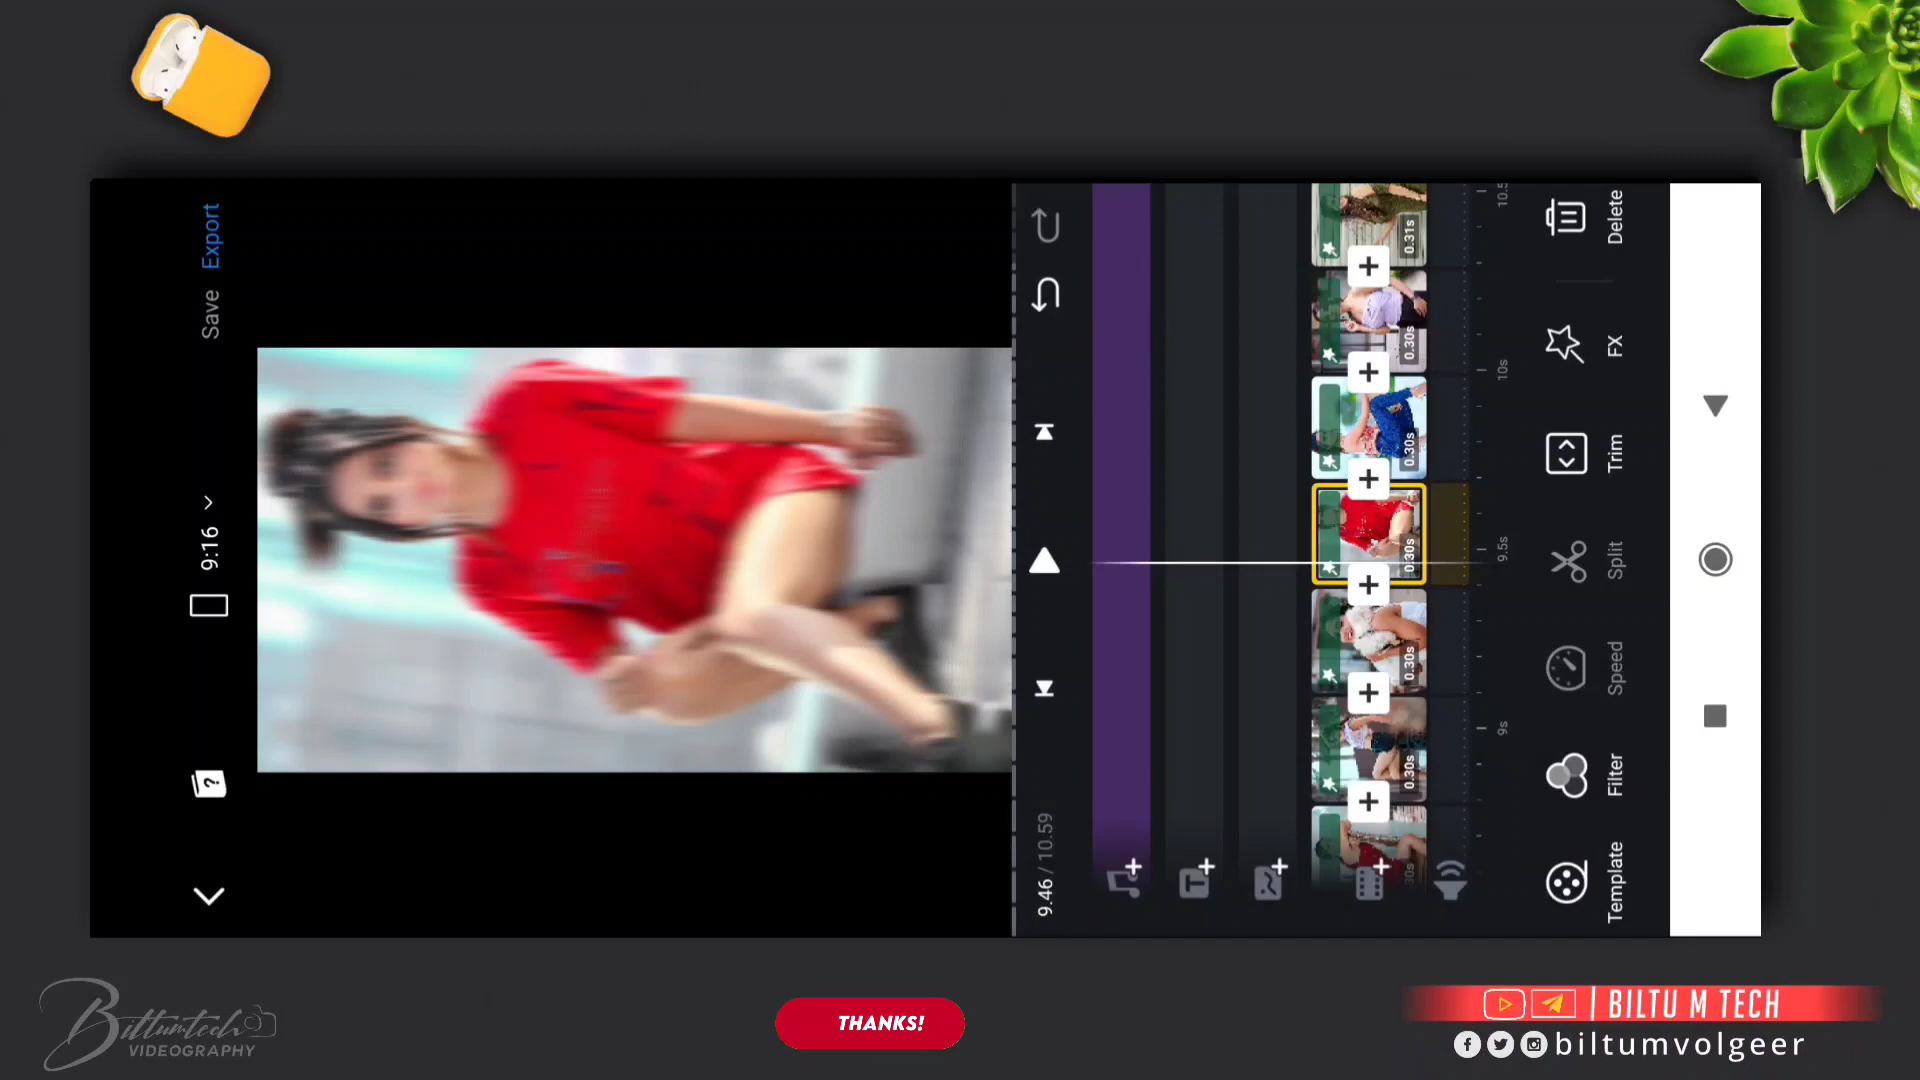 Export
Save
9:16
?
9.46 / 10.59
T
0.31s
0.30s
0.30s
0.30s
0.30s
0.30s
10s
9.5s
9s
Delete
FX
Trim
Split
Speed
Filter
Template
Biltumtech
VIDEOGRAPHY
THANKS!
| BILTU M TECH
biltumvolgeer